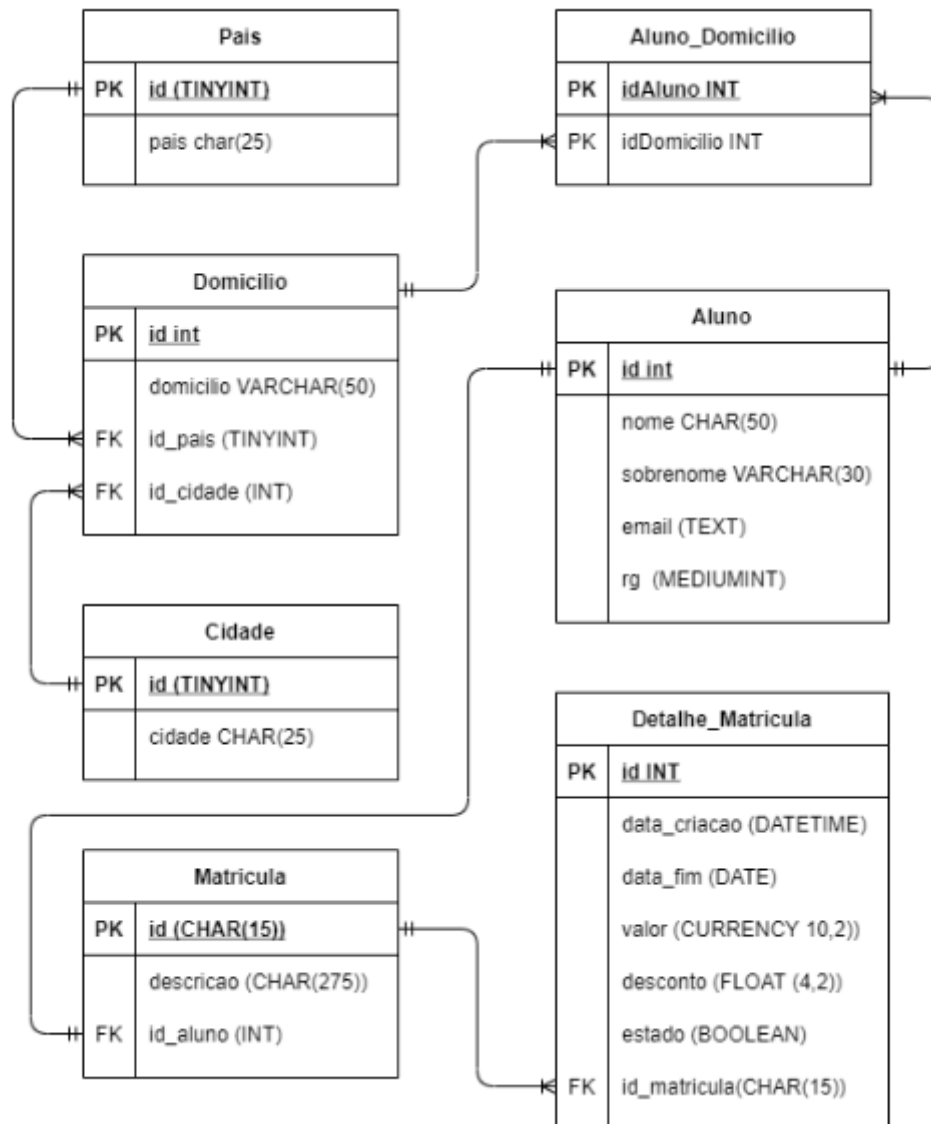 Pais
PK id (TINYINT)
pais char(25)
Aluno_Domicilio
PK idAluno INT
PK idDomicilio INT
Domicilio
PK id int
domicilio VARCHAR(50)
FK id_pais (TINYINT)
FK id_cidade (INT)
Aluno
PK id int
nome CHAR(50)
sobrenome VARCHAR(30)
email (TEXT)
rg (MEDIUMINT)
Cidade
PK id (TINYINT)
cidade CHAR(25)
Detalhe_Matricula
PK id INT
data_criacao (DATETIME)
data_fim (DATE)
valor (CURRENCY 10,2))
desconto (FLOAT (4,2))
estado (BOOLEAN)
FK id_matricula(CHAR(15))
Matricula
PK id (CHAR(15))
descricao (CHAR(275))
FK id_aluno (INT)